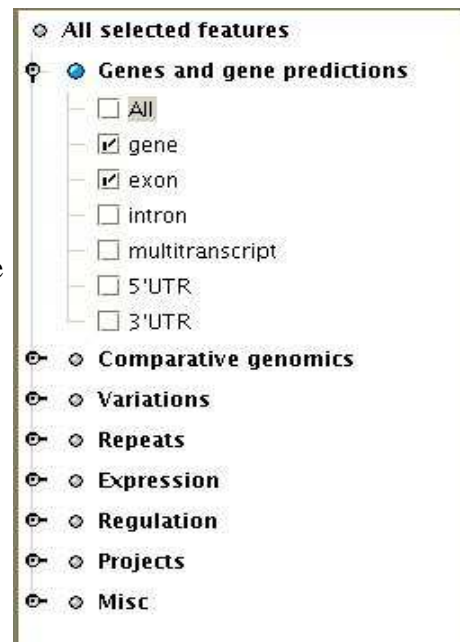 All selected features
Genes and gene predictions
All
gene
exon
intron
multitranscript
e
5'UTR
3'UTR
Comparative genomics
Variations
Repeats
Expression
Regulation
Projects
Misc